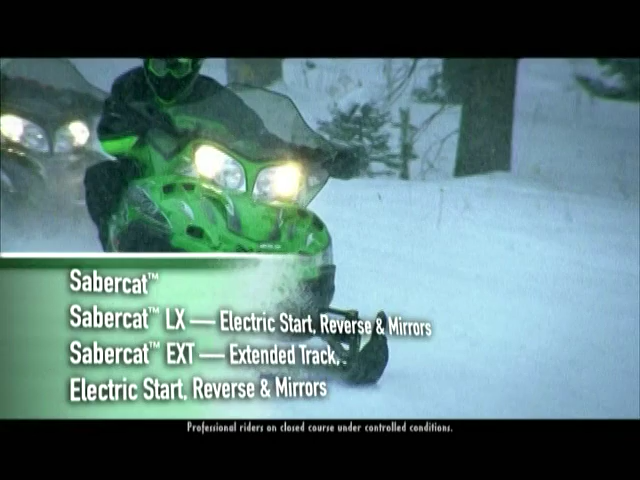 Sabercat™
Sabercat™ LX — Electric Start, Reverse & Mirrors
Sabercat™ EXT — Extended Track,
Electric Start, Reverse & Mirrors
Professional riders on closed course under controlled conditions.